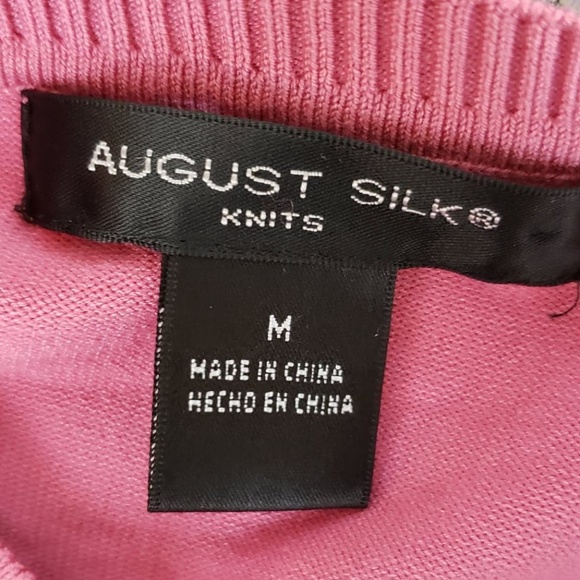 AUGUST SILK®
KNITS
M
MADE IN CHINA
HECHO EN CHINA